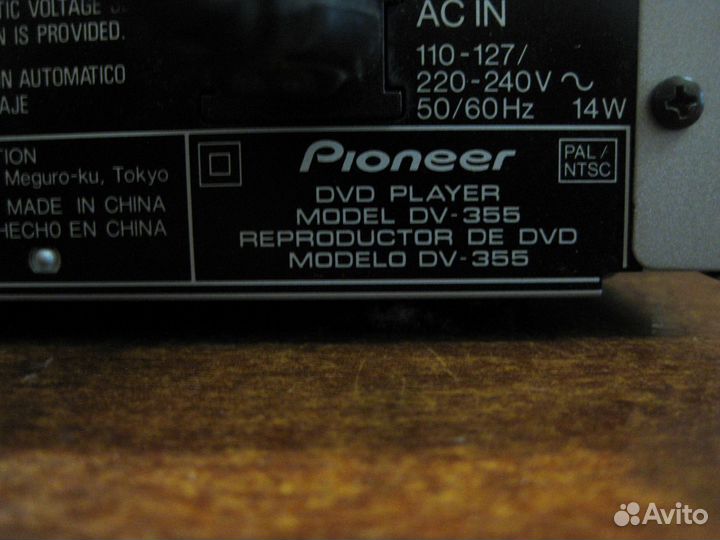 TIC VOLTAGE
N IS PROVIDED.
N AUTOMATICO
AJE
AC IN
110-127/
220-240V ~
50/60Hz 14W
TION
Meguro-ku, Tokyo
MADE IN CHINA
HECHO EN CHINA
Pioneer
PAL/
NTSC
DVD PLAYER
MODEL DV-355
REPRODUCTOR DE DVD
MODELO DV-355
Avito